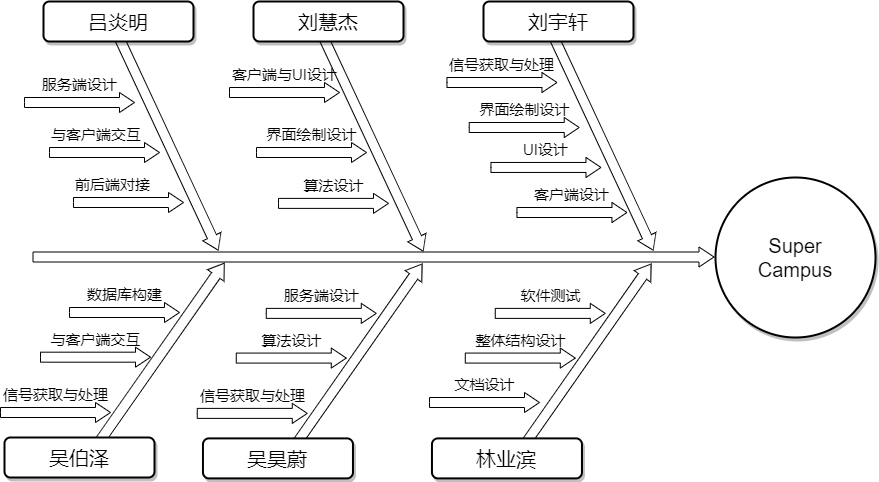 吕炎明
刘慧杰
刘宇轩
服务端设计
与客户端交互
前后端对接
客户端与UI设计
界面绘制设计
算法设计
信号获取与处理
界面绘制设计
UI设计
客户端设计
Super
Campus
数据库构建
与客户端交互
信号获取与处理
服务端设计
算法设计
信号获取与处理
软件测试
整体结构设计
文档设计
吴伯泽
吴昊蔚
林业滨